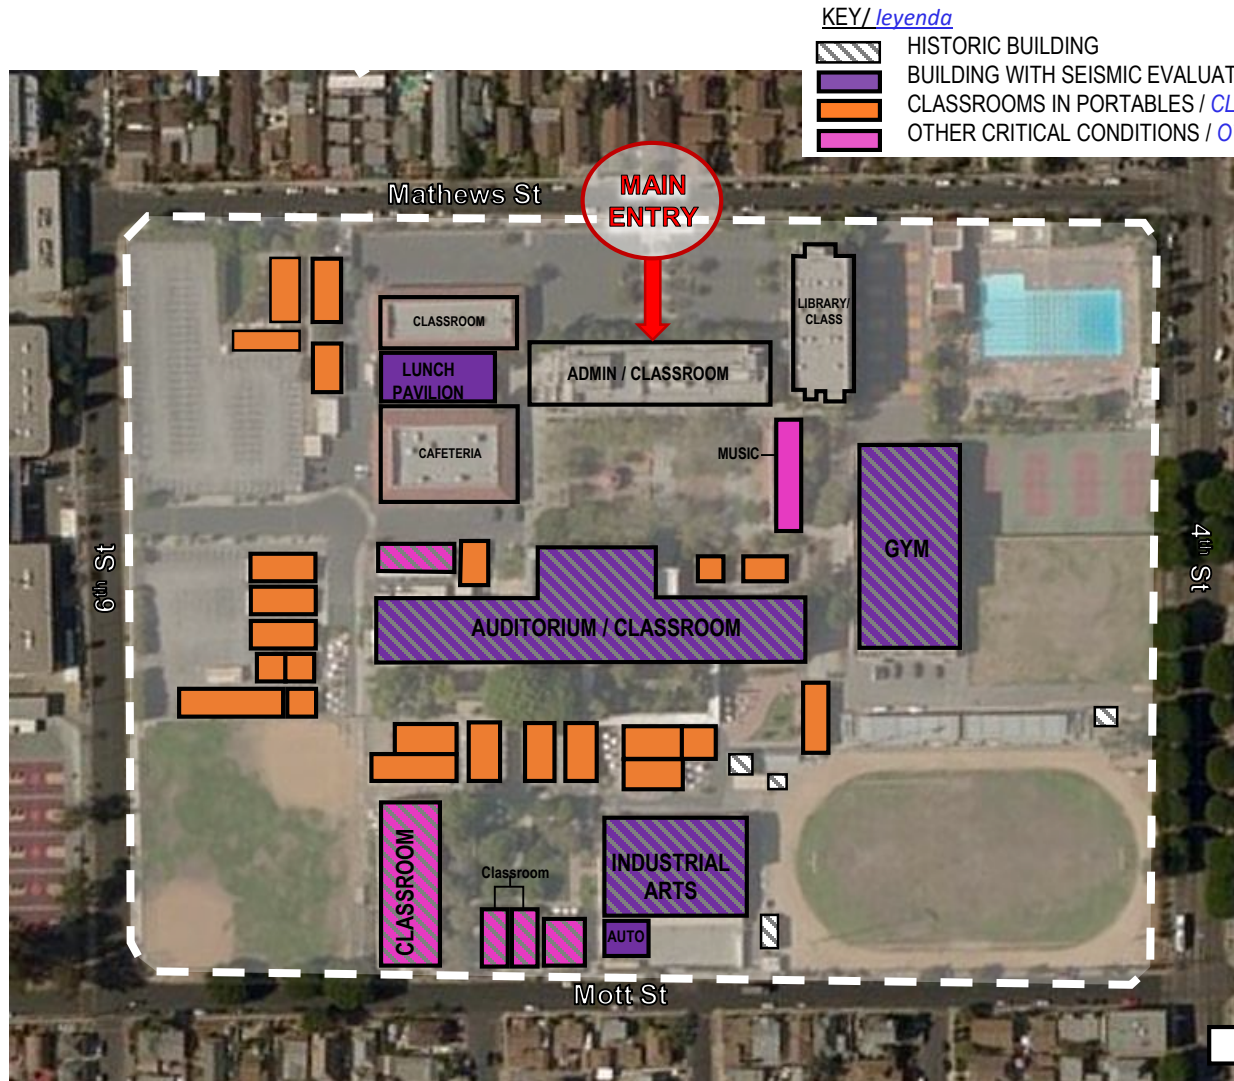 KEY/ leyenda
HISTORIC BUILDING
BUILDING WITH SEISMIC EVALUAT
CLASSROOMS IN PORTABLES / CL
OTHER CRITICAL CONDITIONS / O
MAIN
ENTRY
Mathews St
LIBRARY/
CLASS
CLASSROOM
LUNCH
PAVILION
ADMIN / CLASSROOM
CAFETERIA
MUSIC
GYM
6th St
4th St
AUDITORIUM / CLASSROOM
CLASSROOM
Classroom
INDUSTRIAL
ARTS
AUTO
Mott St